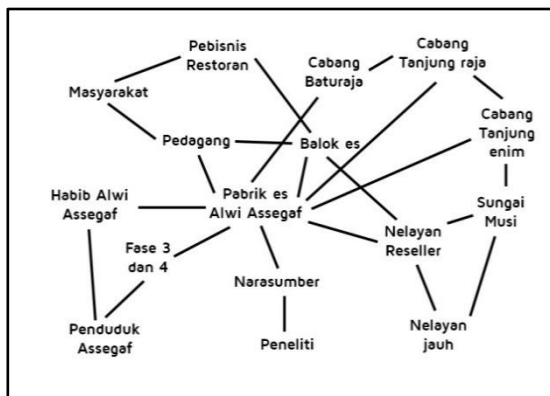 Pebisnis
Restoran
Cabang
Baturaja
Cabang
Tanjung raja
Masyarakat
Pedagang
Balok es
Cabang
Tanjung
enim
Habib Alwi
Assegaf
Pabrik es
Alwi Assegaf
Sungai
Musi
Nelayan
Reseller
Fase 3
dan 4
Narasumber
Penduduk
Assegaf
Peneliti
Nelayan
jauh